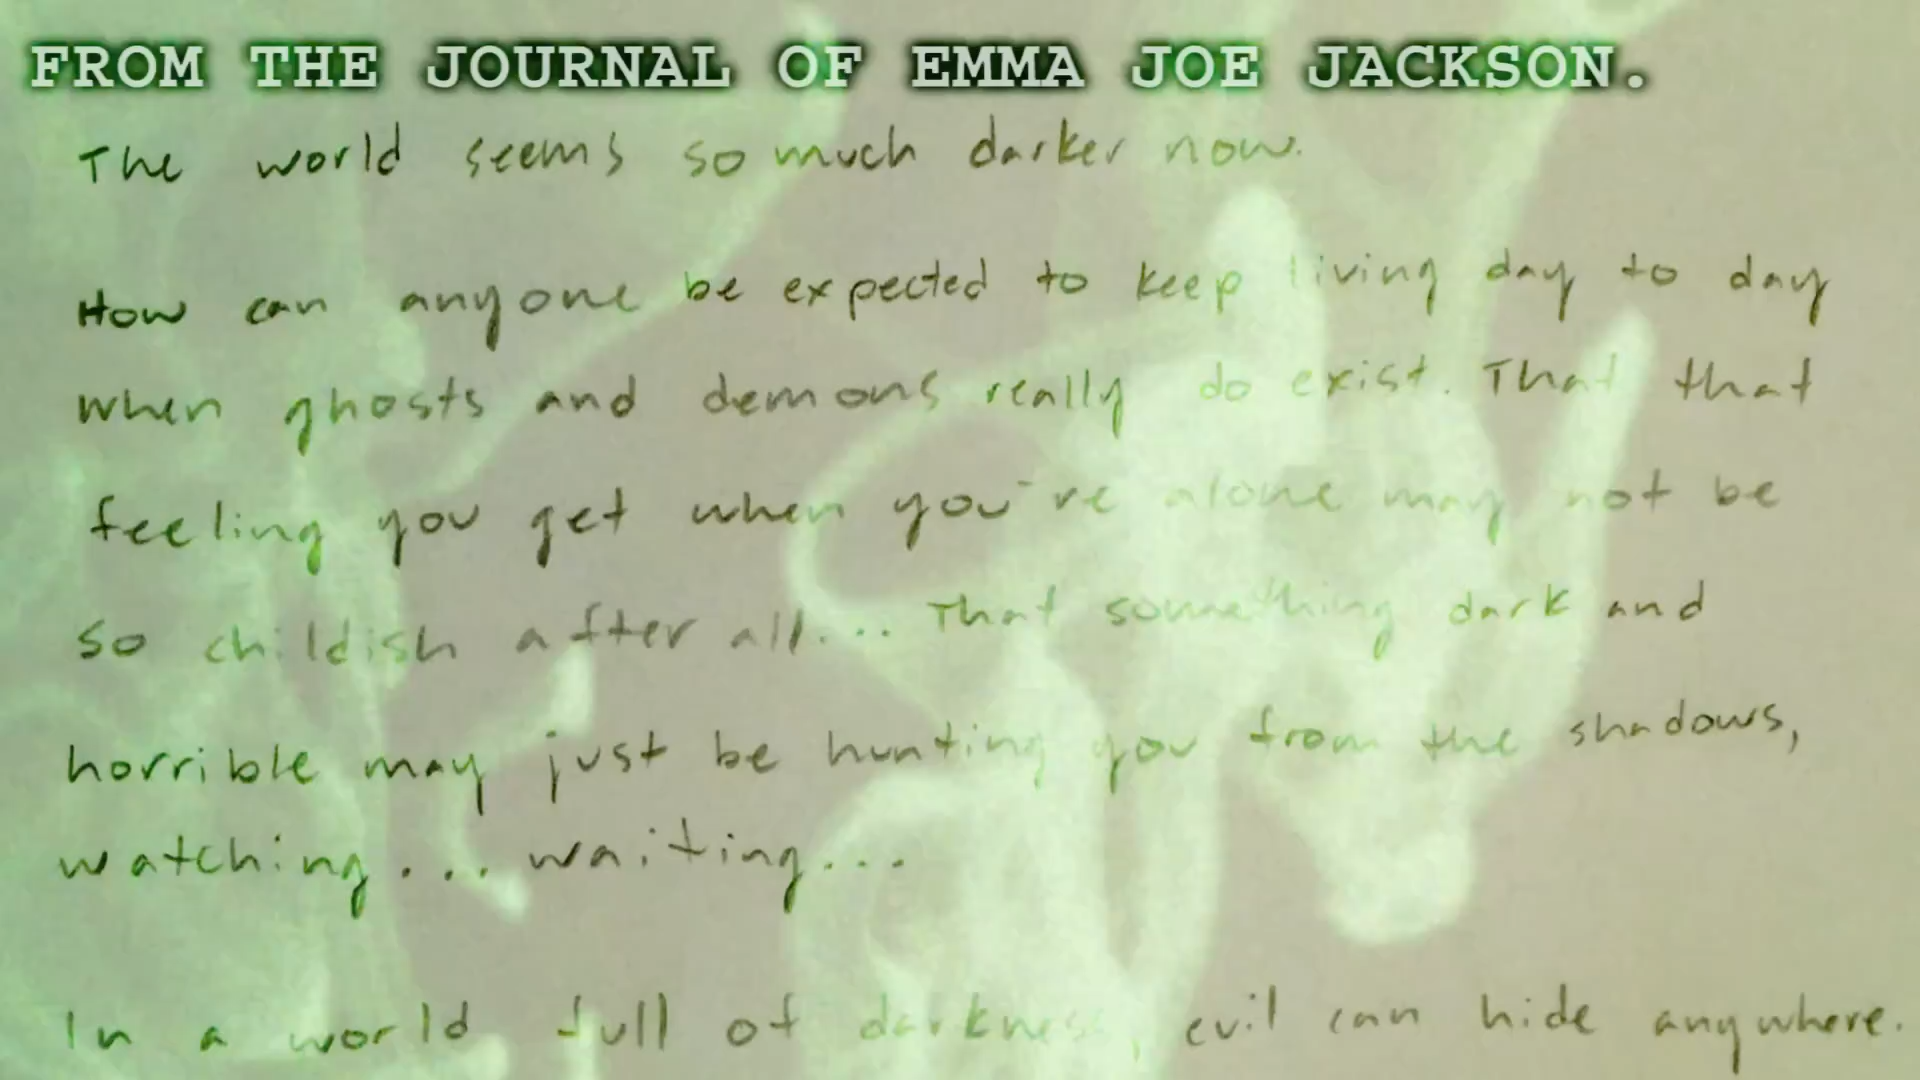 FROM THE JOURNAL OF EMMA JOE JACKSON.
The world seems so much darker now.
How can anyone be expected to keep living day to day
when ghosts and demons really do exist. That that
feeling you get when you're alone may not be
so childish after all.... That something dark and
horrible may just be hunting you from the shadows,
watching... waiting...
In a world full of darkness, evil can hide anywhere.